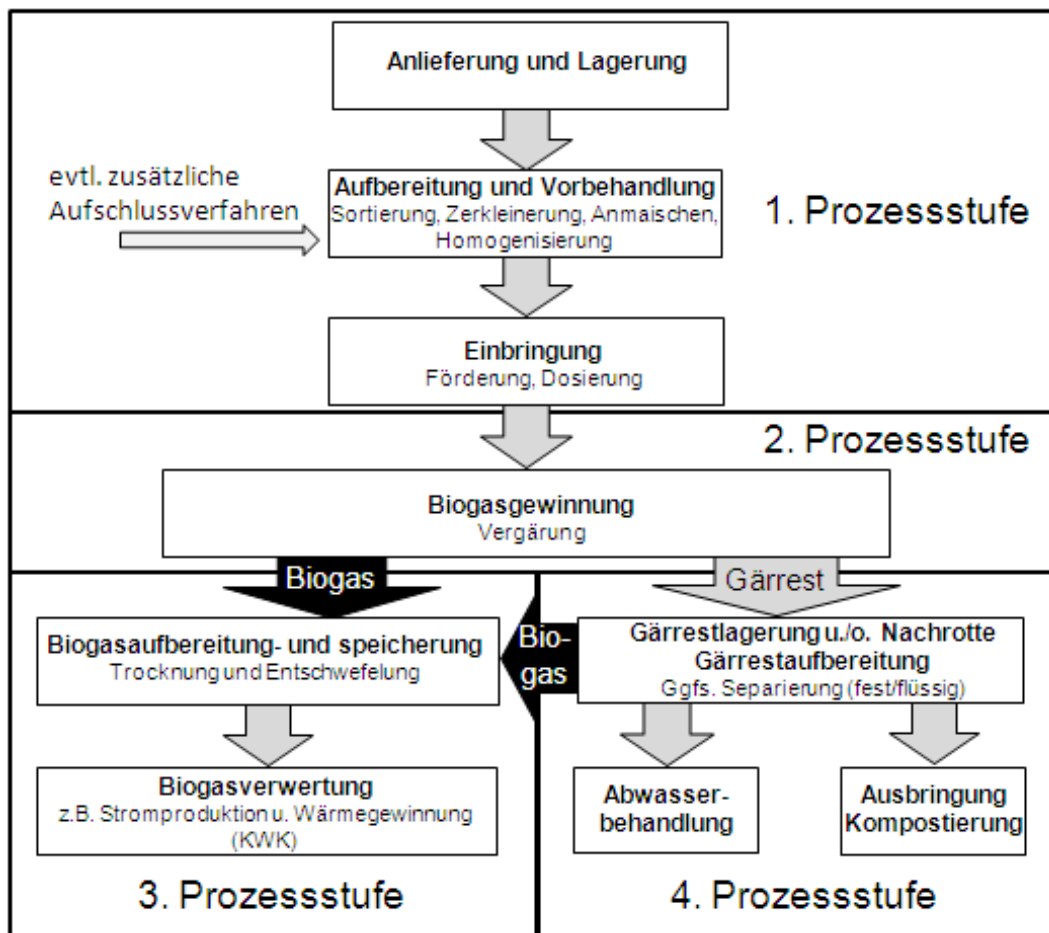 Anlieferung und Lagerung
evtl. zusätzliche
Aufschlussverfahren
Aufbereitung und Vorbehandlung
Sortierung, Zerkleinerung, Anmaischen,
Homogenisierung
1. Prozessstufe
Einbringung
Förderung, Dosierung
2. Prozessstufe
Biogasgewinnung
Vergärung
Biogas
Gärrest
Biogasaufbereitung- und speicherung
Trocknung und Entschwefelung
Bio-
gas
Gärrestlagerung u./o. Nachrotte
Gärrestaufbereitung
Ggfs. Separierung (fest/flüssig)
Biogasverwertung
z.B. Stromproduktion u. Wärmegewinnung
(KWK)
Abwasser-
behandlung
Ausbringung
Kompostierung
3. Prozessstufe
4. Prozessstufe